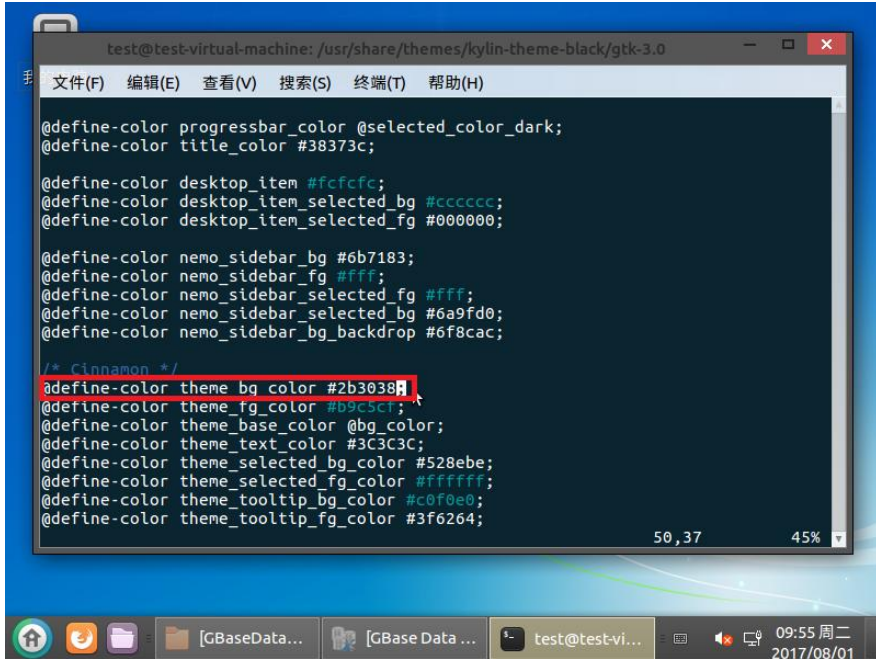 test@test-virtual-machine: /usr/share/themes/kylin-theme-black/gtk-3.0
我
文件(F) 编辑(E) 查看(V) 搜索(S) 终端(T) 帮助(H)
@define-color progressbar_color @selected_color_dark;
@define-color title_color #38373c;
@define-color desktop_item #fcfcfc;
@define-color desktop_item_selected_bg #cccccc;
@define-color desktop_item_selected_fg #000000;
@define-color nemo_sidebar_bg #6b7183;
@define-color nemo_sidebar_fg #fff;
@define-color nemo_sidebar_selected_fg #fff;
@define-color nemo_sidebar_selected_bg #6a9fd0;
@define-color nemo_sidebar_bg_backdrop #6f8cac;
/* Cinnamon */
@define-color theme_bg_color #2b3038;
@define-color theme_fg_color #b9c5cf;
@define-color theme_base_color @bg_color;
@define-color theme_text_color #3C3C3C;
@define-color theme_selected_bg_color #528ebe;
@define-color theme_selected_fg_color #ffffff;
@define-color theme_tooltip_bg_color #c0f0e0;
@define-color theme_tooltip_fg_color #3f6264;
50,37 45%
[GBaseData... [GBase Data ... test@test-vi... 09:55 周二
2017/08/01